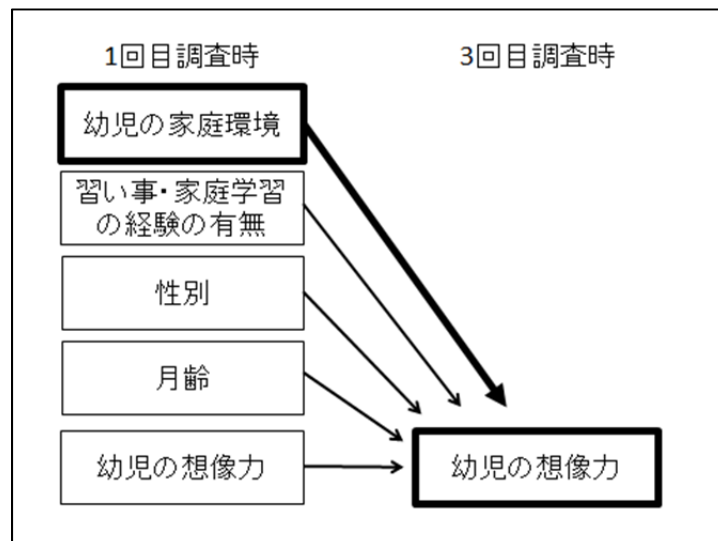 1回目調査時
3回目調査時
幼児の家庭環境
習い事・家庭学習
の経験の有無
性別
月齢
幼児の想像力
幼児の想像力